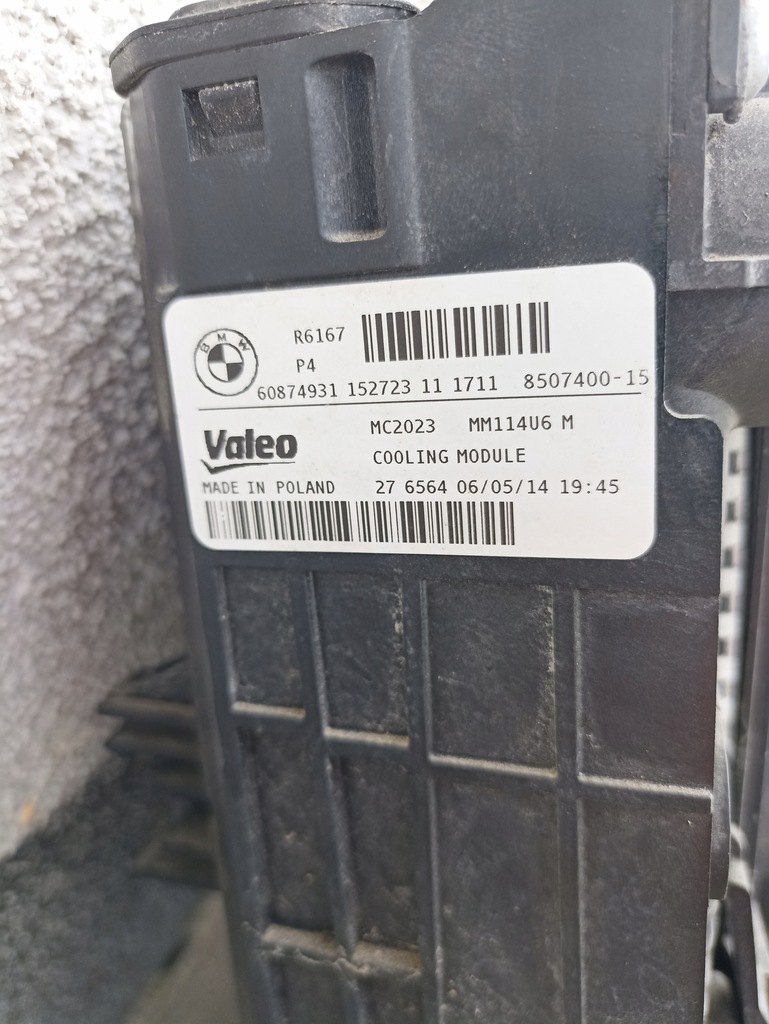 BMW
R6167
P4
60874931 152723 11 1711 8507400-15
Valeo
MC2023 MM114U6 M
COOLING MODULE
MADE IN POLAND 27 6564 06/05/14 19:45